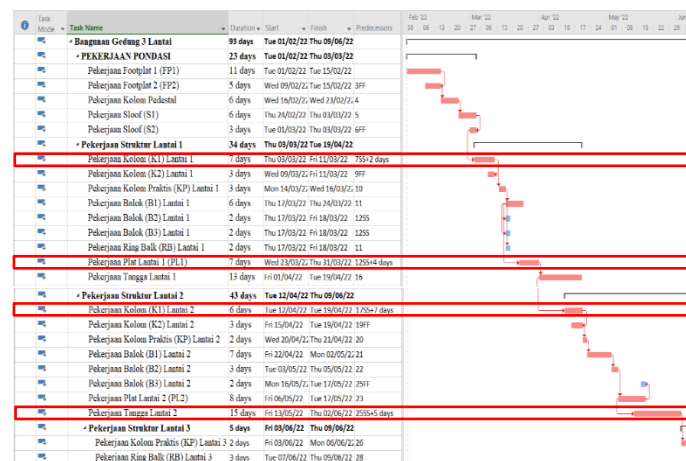 Task Mode Task Name Duration Start Finish Predecessors Feb '22 Mar '22 Apr '22 May '22 Jun
30 06 13 20 27 06 13 20 27 03 10 17 24 01 08 15 22 29
Bangunan Gedung 3 Lantai 93 days Tue 01/02/22 Thu 09/06/22
PEKERJAAN PONDASI 23 days Tue 01/02/22 Thu 03/03/22
Pekerjaan Footplat 1 (FP1) 11 days Tue 01/02/22 Tue 15/02/22
Pekerjaan Footplat 2 (FP2) 5 days Wed 09/02/22 Tue 15/02/22 3FF
Pekerjaan Kolom Pedestal 6 days Wed 16/02/22 Wed 23/02/22 4
Pekerjaan Sloof (S1) 6 days Thu 24/02/22 Thu 03/03/22 5
Pekerjaan Sloof (S2) 3 days Tue 01/03/22 Thu 03/03/22 6FF
Pekerjaan Struktur Lantai 1 34 days Thu 03/03/22 Tue 19/04/22
Pekerjaan Kolom (K1) Lantai 1 7 days Thu 03/03/22 Fri 11/03/22 7SS+2 days
Pekerjaan Kolom (K2) Lantai 1 3 days Wed 09/03/22 Fri 11/03/22 9FF
Pekerjaan Kolom Praktis (KP) Lantai 1 3 days Mon 14/03/22 Wed 16/03/22 10
Pekerjaan Balok (B1) Lantai 1 6 days Thu 17/03/22 Thu 24/03/22 11
Pekerjaan Balok (B2) Lantai 1 2 days Thu 17/03/22 Fri 18/03/22 12SS
Pekerjaan Balok (B3) Lantai 1 2 days Thu 17/03/22 Fri 18/03/22 12SS
Pekerjaan Ring Balk (RB) Lantai 1 2 days Thu 17/03/22 Fri 18/03/22 11
Pekerjaan Plat Lantai 1 (PL1) 7 days Wed 23/03/22 Thu 31/03/22 12SS+4 days
Pekerjaan Tangga Lantai 1 13 days Fri 01/04/22 Tue 19/04/22 16
Pekerjaan Struktur Lantai 2 43 days Tue 12/04/22 Thu 09/06/22
Pekerjaan Kolom (K1) Lantai 2 6 days Tue 12/04/22 Tue 19/04/22 17SS+7 days
Pekerjaan Kolom (K2) Lantai 2 3 days Fri 15/04/22 Tue 19/04/22 19FF
Pekerjaan Kolom Praktis (KP) Lantai 2 2 days Wed 20/04/22 Thu 21/04/22 20
Pekerjaan Balok (B1) Lantai 2 7 days Fri 22/04/22 Mon 02/05/22 21
Pekerjaan Balok (B2) Lantai 2 3 days Tue 03/05/22 Thu 05/05/22 22
Pekerjaan Balok (B3) Lantai 2 2 days Mon 16/05/22 Tue 17/05/22 25FF
Pekerjaan Plat Lantai 2 (PL2) 8 days Fri 06/05/22 Tue 17/05/22 23
Pekerjaan Tangga Lantai 2 15 days Fri 13/05/22 Thu 02/06/22 25SS+5 days
Pekerjaan Struktur Lantai 3 5 days Fri 03/06/22 Thu 09/06/22
Pekerjaan Kolom Praktis (KP) Lantai 3 2 days Fri 03/06/22 Mon 06/06/22 26
Pekerjaan Ring Balk (RB) Lantai 3 3 days Tue 07/06/22 Thu 09/06/22 28